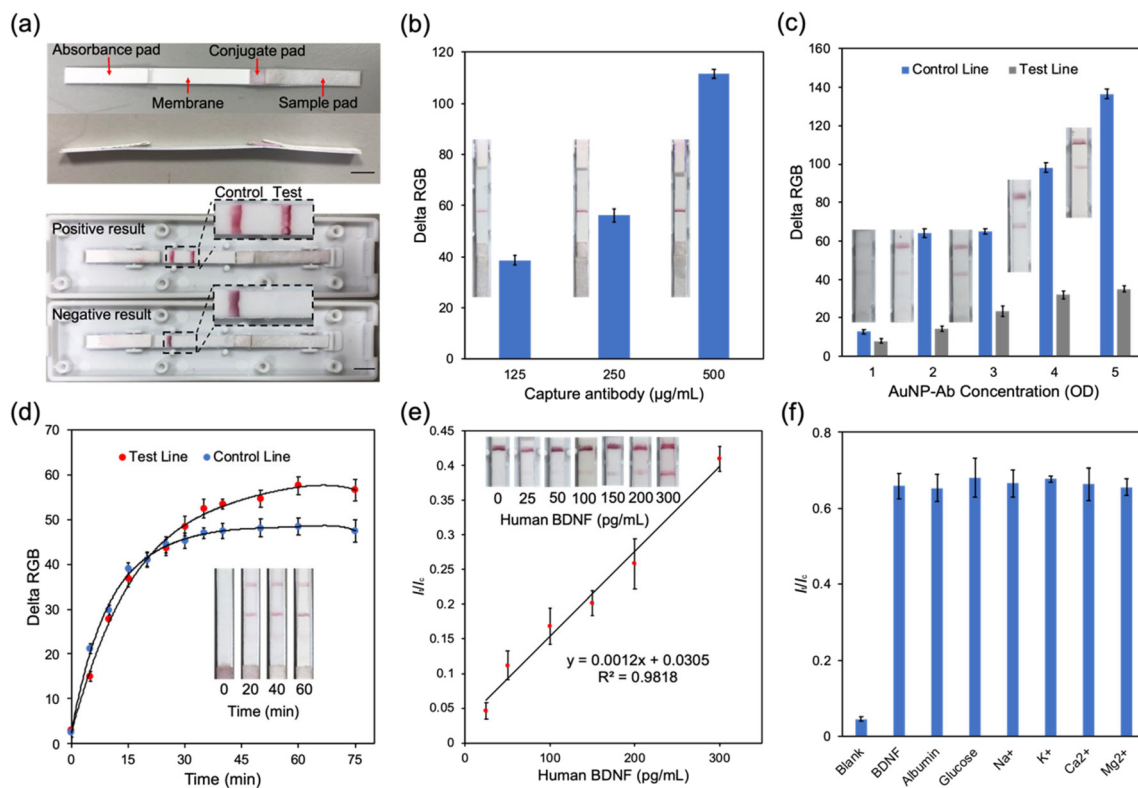 (a)
Absorbance pad
Conjugate pad
Membrane
Sample pad
Control Test
Positive result
Negative result
(b)
Delta RGB
120
100
80
60
40
20
0
125 250 500
Capture antibody (µg/mL)
(c)
Delta RGB
160
140
120
100
80
60
40
20
0
Control Line Test Line
1 2 3 4 5
AuNP-Ab Concentration (OD)
(d)
Delta RGB
70
60
50
40
30
20
10
0
Test Line Control Line
0 20 40 60
Time (min)
0 15 30 45 60 75
Time (min)
(e)
It/Ic
0.45
0.4
0.35
0.3
0.25
0.2
0.15
0.1
0.05
0
0 25 50 100 150 200 300
Human BDNF (pg/mL)
y = 0.0012x + 0.0305
R² = 0.9818
0 50 100 150 200 250 300
Human BDNF (pg/mL)
(f)
It/Ic
0.8
0.6
0.4
0.2
0
Blank
BDNF
Albumin
Glucose
Na+
K+
Ca2+
Mg2+